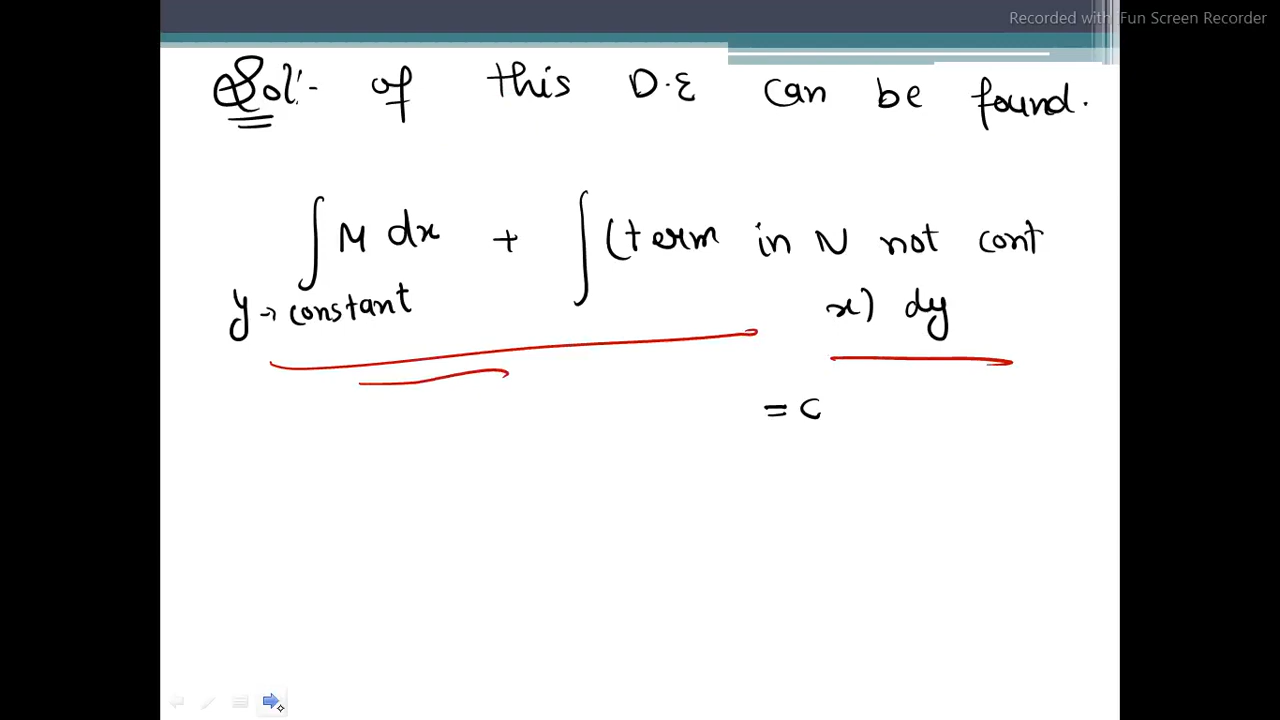 Recorded with Fun Screen Recorder
Sol:- of this D.E can be found.
∫ M dx + ∫ (term in N not cont
y → constant x) dy
= c